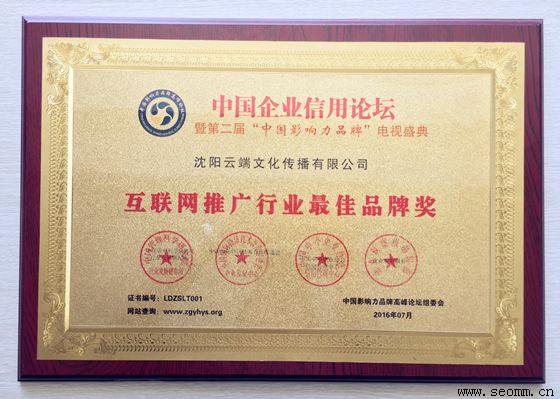 中国企业信用论坛
暨第二届“中国影响力品牌”电视盛典
沈阳云端文化传播有限公司
互联网推广行业最佳品牌奖
证书编号：LDZSLT001
网站查询：www.zgyhys.org
中国影响力品牌高峰论坛组委会
2016年07月
www.seomm.cn